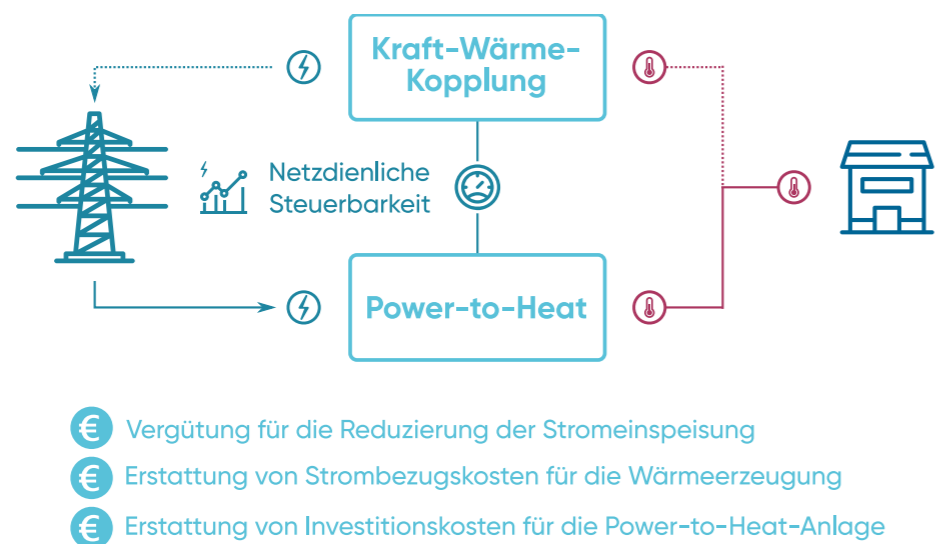 Kraft-Wärme-
Kopplung
Netzdienliche
Steuerbarkeit
Power-to-Heat
€ Vergütung für die Reduzierung der Stromeinspeisung
€ Erstattung von Strombezugskosten für die Wärmeerzeugung
€ Erstattung von Investitionskosten für die Power-to-Heat-Anlage